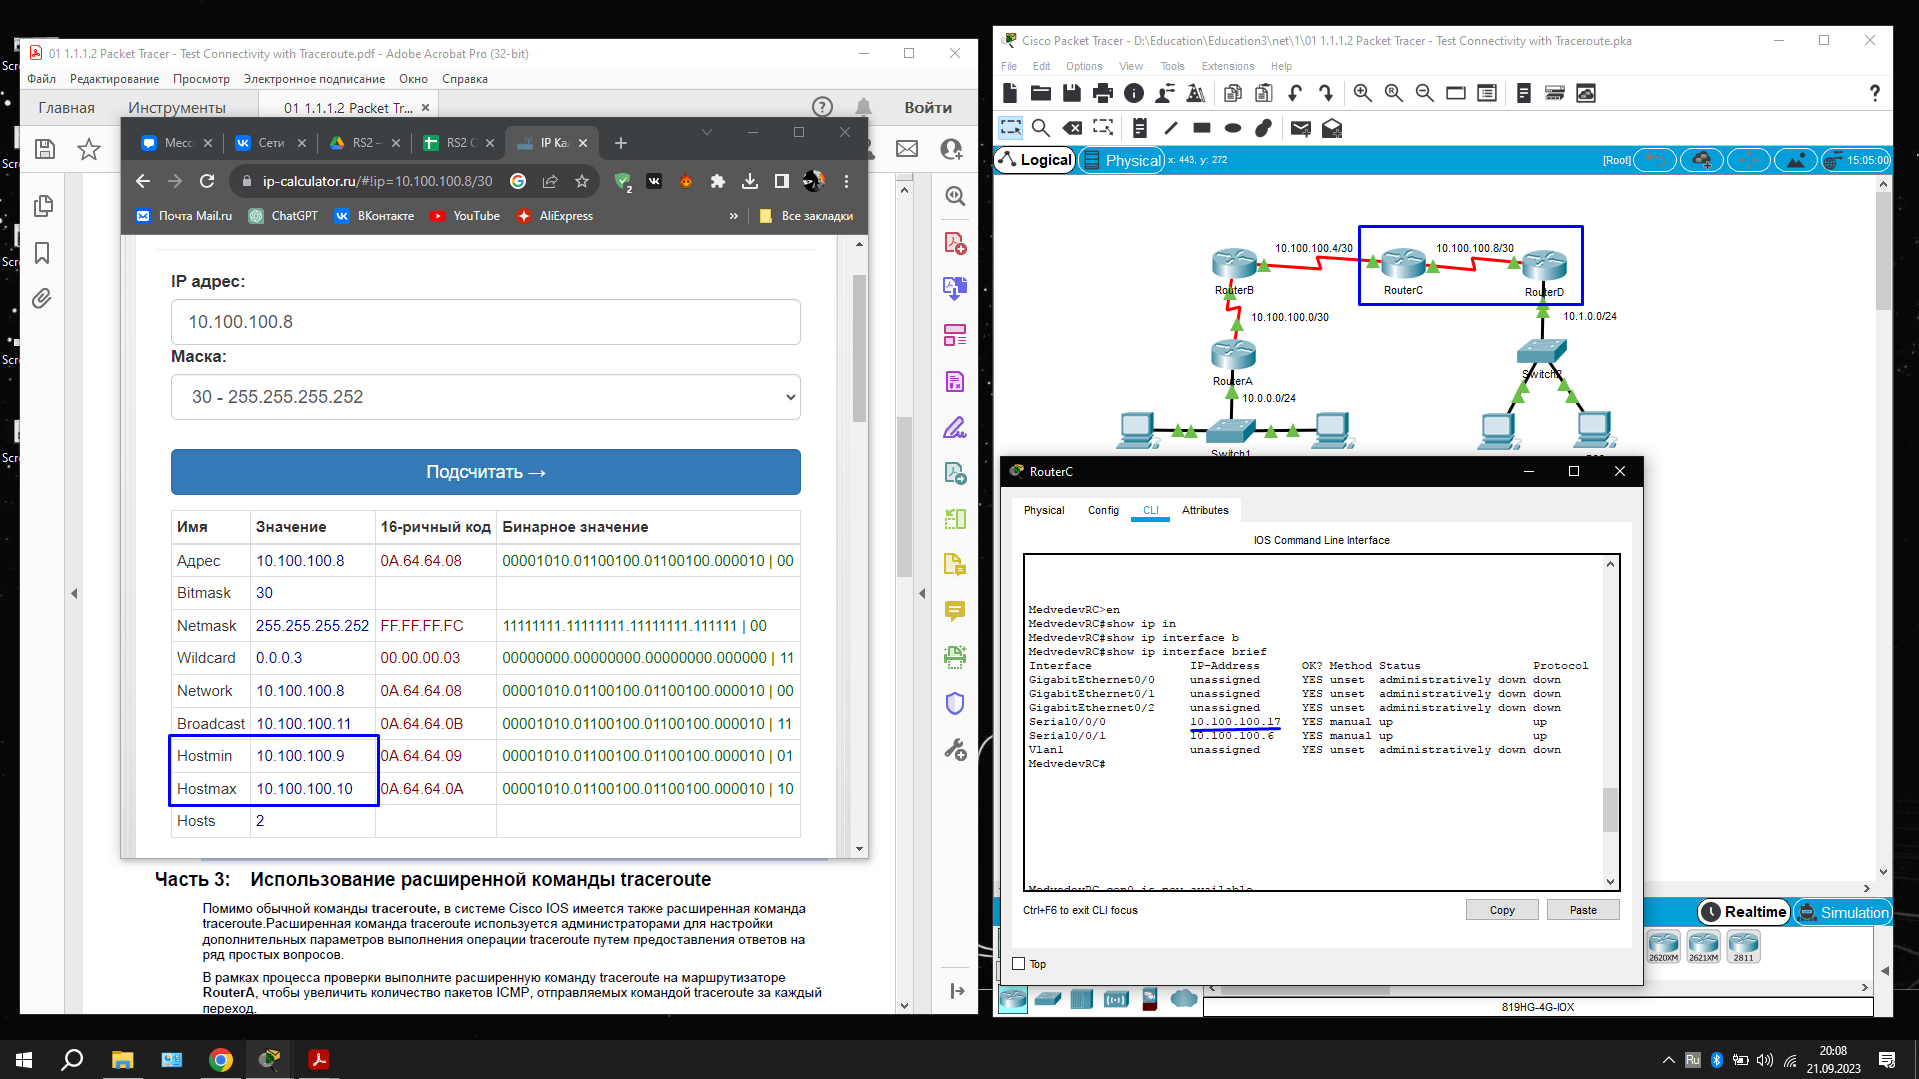 01 1.1.1.2 Packet Tracer - Test Connectivity with Traceroute.pdf - Adobe Acrobat Pro (32-bit)
Файл Редактирование Просмотр Электронное подписание Окно Справка
Главная Инструменты 01 1.1.1.2 Packet Tr... Войти
Scre
Сети RS2 –
ip-calculator.ru/#!ip=10.100.100.8/30
Почта Mail.ru ChatGPT ВКонтакте YouTube AliExpress » Все закладки
IP адрес:
10.100.100.8
Маска:
30 - 255.255.255.252
Подсчитать →
Имя Значение 16-ричный код Бинарное значение
Адрес 10.100.100.8 0A.64.64.08 00001010.01100100.01100100.000010 | 00
Bitmask 30
Netmask 255.255.255.252 FF.FF.FF.FC 11111111.11111111.11111111.111111 | 00
Wildcard 0.0.0.3 00.00.00.03 00000000.00000000.00000000.000000 | 11
Network 10.100.100.8 0A.64.64.08 00001010.01100100.01100100.000010 | 00
Broadcast 10.100.100.11 0A.64.64.0B 00001010.01100100.01100100.000010 | 11
Hostmin 10.100.100.9 0A.64.64.09 00001010.01100100.01100100.000010 | 01
Hostmax 10.100.100.10 0A.64.64.0A 00001010.01100100.01100100.000010 | 10
Hosts 2
Часть 3: Использование расширенной команды traceroute
Помимо обычной команды traceroute, в системе Cisco IOS имеется также расширенная команда
traceroute.Расширенная команда traceroute используется администраторами для настройки
дополнительных параметров выполнения операции traceroute путем предоставления ответов на
ряд простых вопросов.
В рамках процесса проверки выполните расширенную команду traceroute на маршрутизаторе
RouterA, чтобы увеличить количество пакетов ICMP, отправляемых командой traceroute за каждый
переход.
Cisco Packet Tracer - D:\Education\Education3\net\1\01 1.1.1.2 Packet Tracer - Test Connectivity with Traceroute.pka
File Edit Options View Tools Extensions Help
Logical Physical x: 443, y: 272 [Root] 15:05:00
10.100.100.4/30 10.100.100.8/30
RouterB RouterC RouterD
10.100.100.0/30 10.1.0.0/24
RouterA Switch2
10.0.0.0/24
Switch1
RouterC
Physical Config CLI Attributes
IOS Command Line Interface
MedvedevRC>en
MedvedevRC#show ip in
MedvedevRC#show ip interface b
MedvedevRC#show ip interface brief
Interface IP-Address OK? Method Status Protocol
GigabitEthernet0/0 unassigned YES unset administratively down down
GigabitEthernet0/1 unassigned YES unset administratively down down
GigabitEthernet0/2 unassigned YES unset administratively down down
Serial0/0/0 10.100.100.17 YES manual up up
Serial0/0/1 10.100.100.6 YES manual up up
Vlan1 unassigned YES unset administratively down down
MedvedevRC#
MedvedevRC con0 is now available
Ctrl+F6 to exit CLI focus Copy Paste
Top
Realtime Simulation
2620XM 2621XM 2811
819HG-4G-IOX
Ru 20:08
21.09.2023